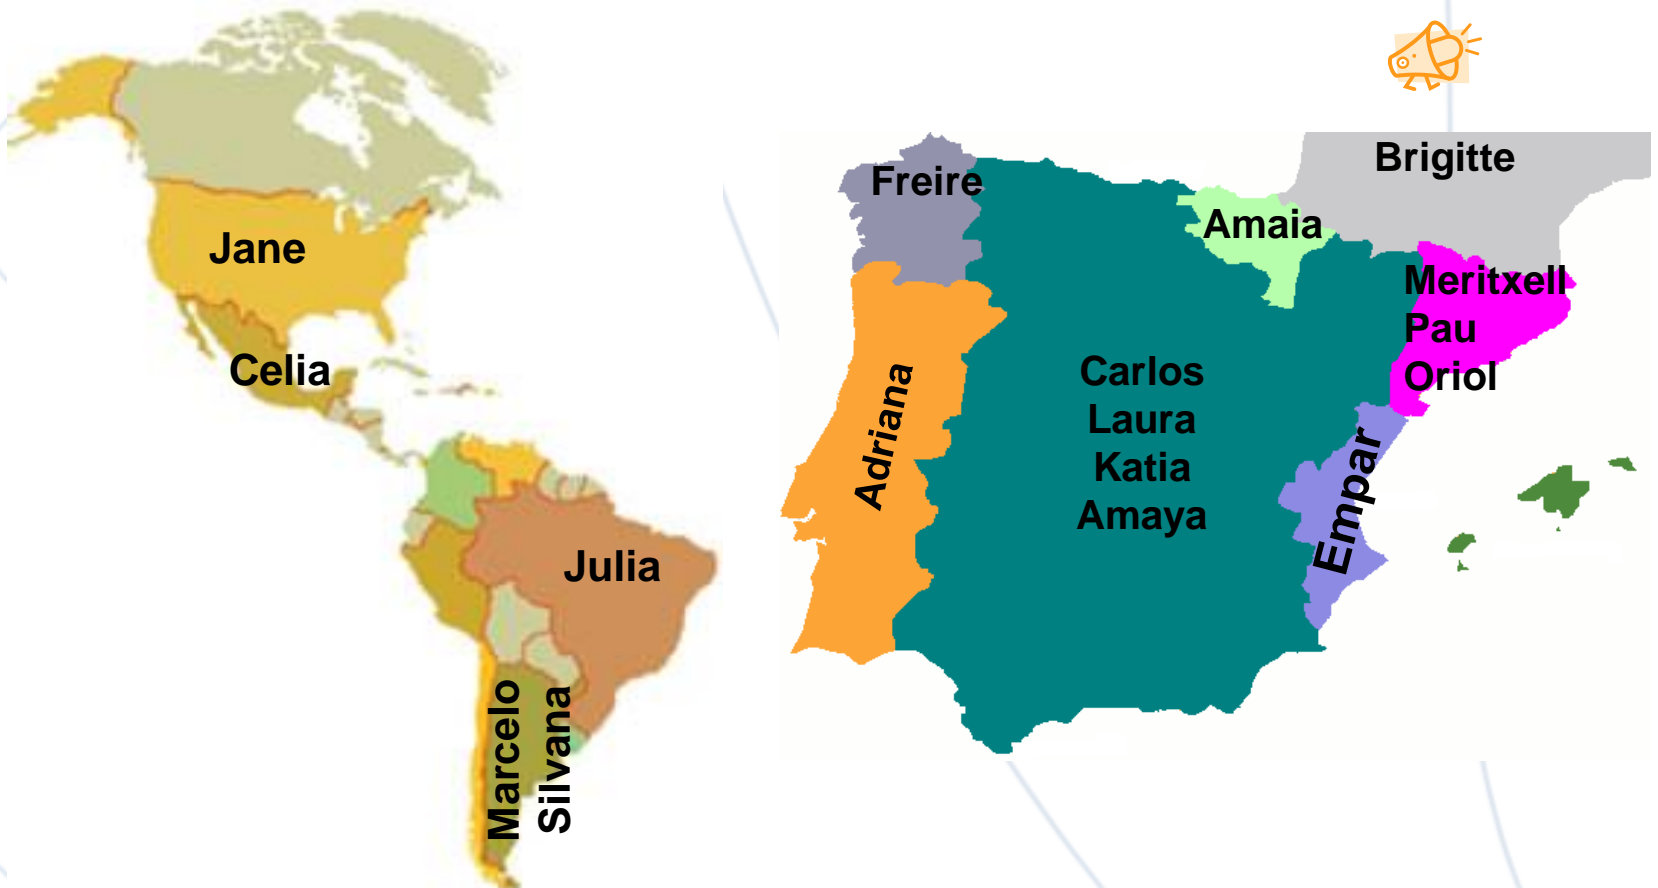 Jane
Celia
Julia
Marcelo
Silvana
Freire
Adriana
Carlos
Laura
Katia
Amaya
Amaia
Brigitte
Meritxell
Pau
Oriol
Empar